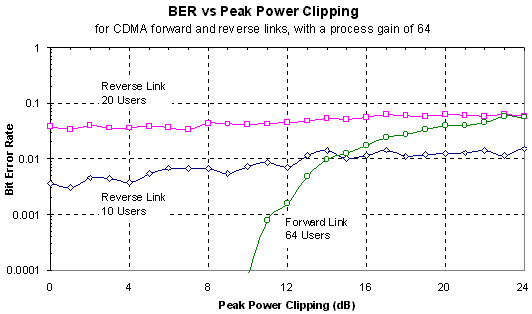 BER vs Peak Power Clipping
for CDMA forward and reverse links, with a process gain of 64
1
0.1
0.01
0.001
0.0001
Bit Error Rate
Reverse Link
20 Users
Reverse Link
10 Users
Forward Link
64 Users
0 4 8 12 16 20 24
Peak Power Clipping (dB)